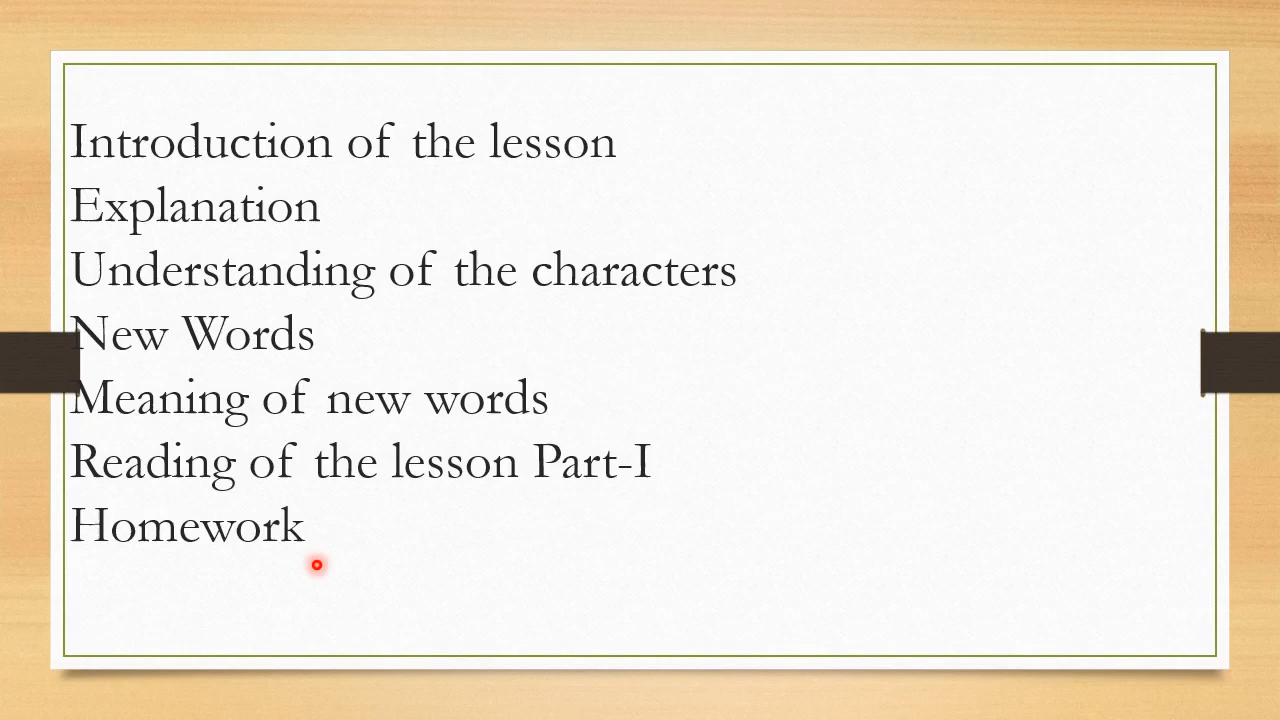 Introduction of the lesson
Explanation
Understanding of the characters
New Words
Meaning of new words
Reading of the lesson Part-I
Homework